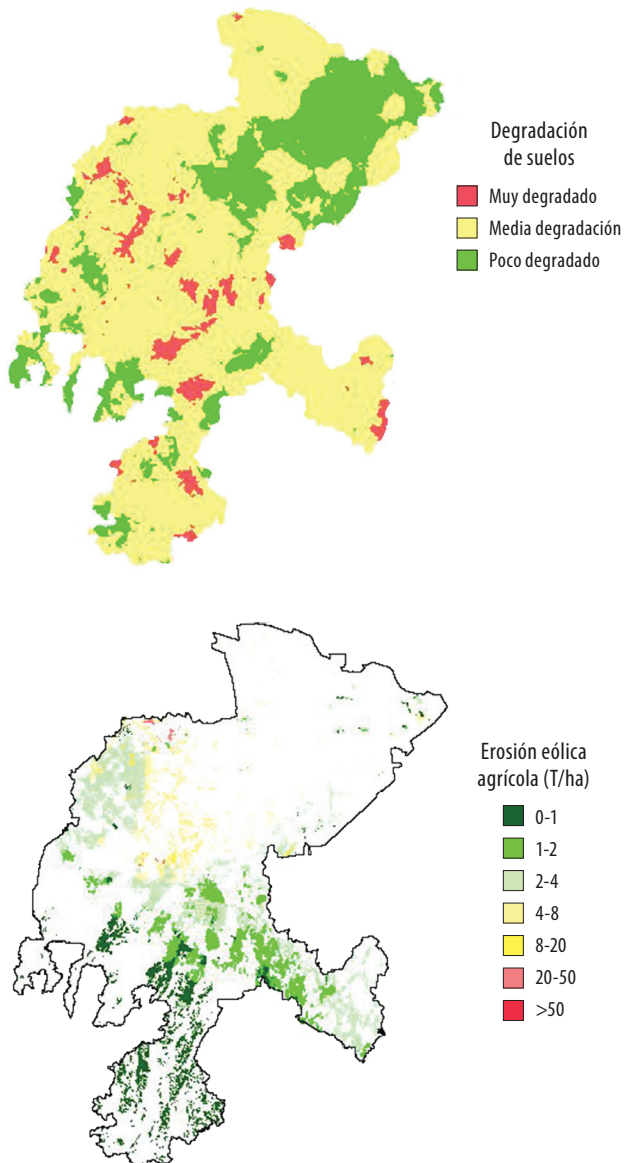 Degradación
de suelos
Muy degradado
Media degradación
Poco degradado
Erosión eólica
agrícola (T/ha)
0-1
1-2
2-4
4-8
8-20
20-50
>50